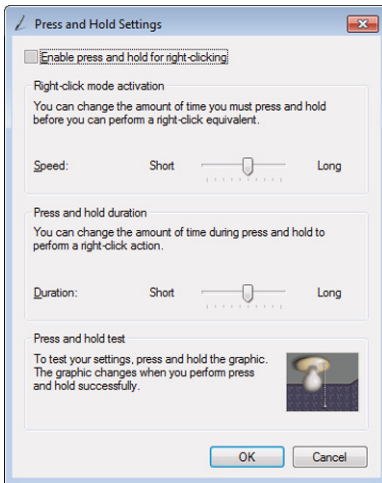 Press and Hold Settings
Enable press and hold for right-clicking
Right-click mode activation
You can change the amount of time you must press and hold
before you can perform a right-click equivalent.
Speed: Short Long
Press and hold duration
You can change the amount of time during press and hold to
perform a right-click action.
Duration: Short Long
Press and hold test
To test your settings, press and hold the graphic.
The graphic changes when you perform press
and hold successfully.
OK Cancel